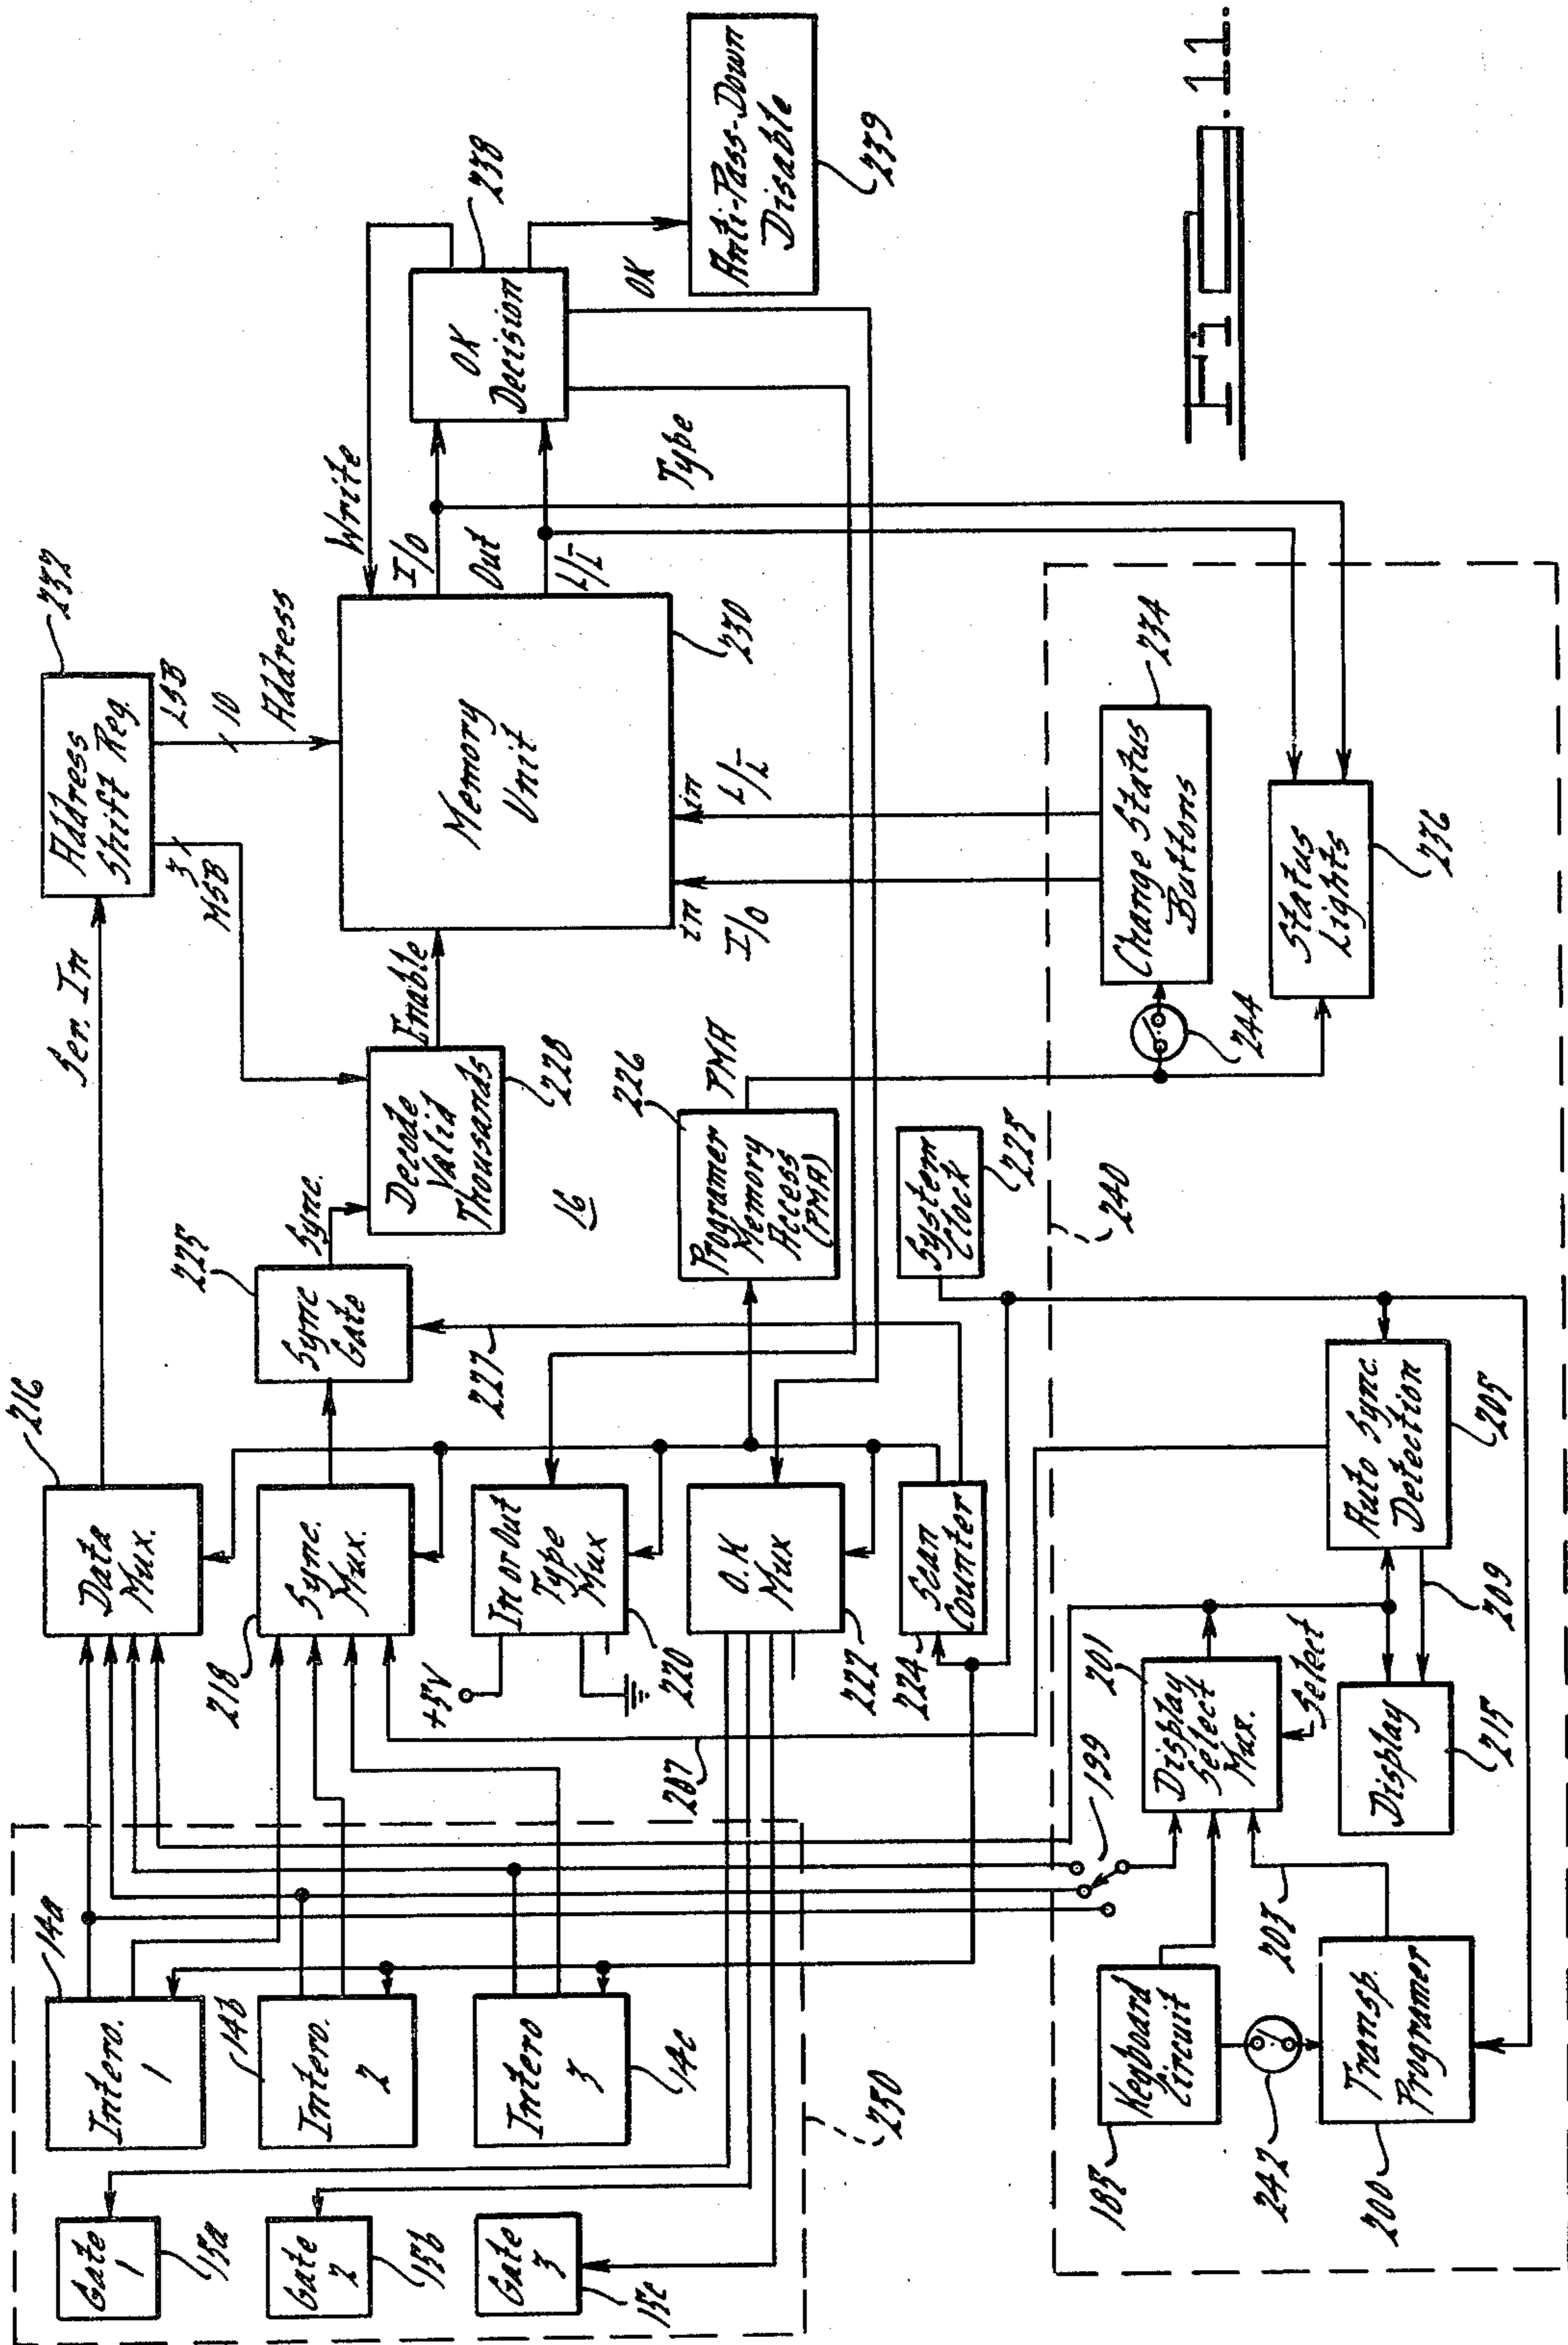 Gate
1
15a
Gate
2
15b
Gate
3
15c
Intero.
1
14a
Intero.
2
14b
Intero
3
14c
250
Data
Mux.
216
Sync.
Mux.
218
+5V
In or Out
Type
Mux
220
O.K
Mux
222
Scan
Counter
224
207
Sync
Gate
225
Sync.
227
Ser. In
Address
Shift Reg.
232
3
MSB
LSB
10
Address
Decode
Valid
Thousands
228
Enable
16
Memory
Unit
230
Write
I/O
Out
L/I̅
in
I/O
in
L/I̅
OK
Decision
238
OK
Type
Anti-Pass-Down
Disable
239
Programer
Memory
Access
(PMA)
226
PMA
System
Clock
225
240
Keyboard
Circuit
185
242
Transp.
Programer
200
203
199
Display
Select
Mux.
201
Select
Display
215
Auto Sync.
Detection
205
209
244
Change Status
Buttons
234
Status
Lights
236
Fig. 11.